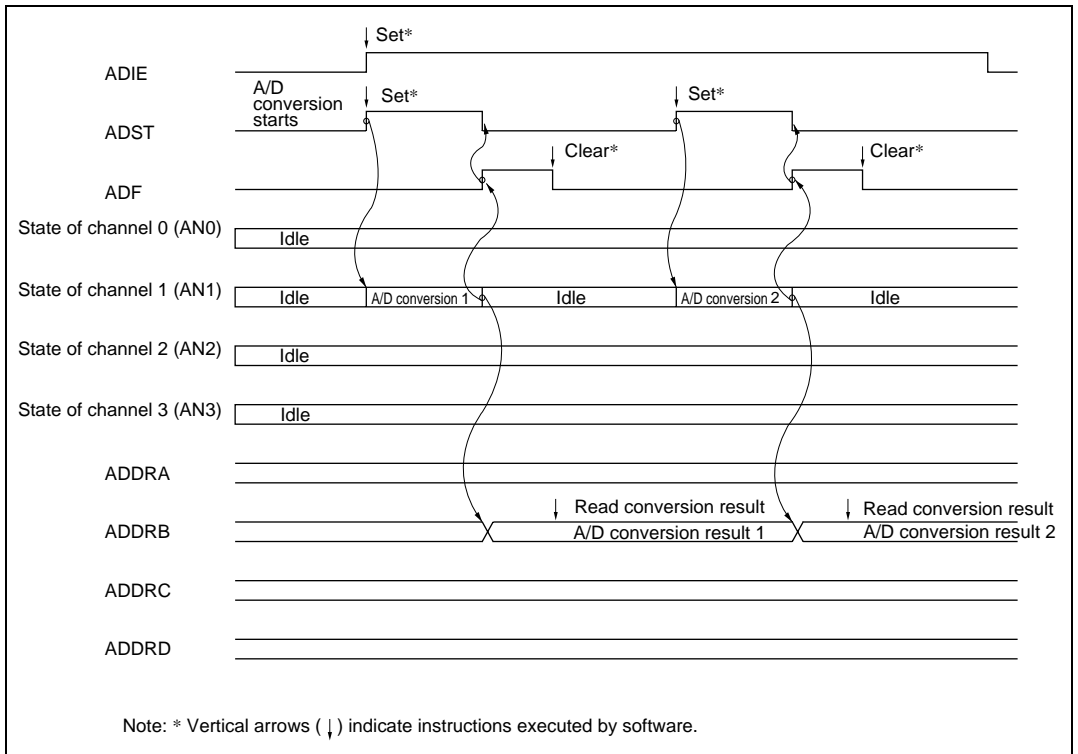 Set*
ADIE
A/D
conversion
starts
Set*
Set*
ADST
Clear*
Clear*
ADF
State of channel 0 (AN0)
Idle
State of channel 1 (AN1)
Idle
A/D conversion 1
Idle
A/D conversion 2
Idle
State of channel 2 (AN2)
Idle
State of channel 3 (AN3)
Idle
ADDRA
Read conversion result
Read conversion result
ADDRB
A/D conversion result 1
A/D conversion result 2
ADDRC
ADDRD
Note: * Vertical arrows (↓) indicate instructions executed by software.